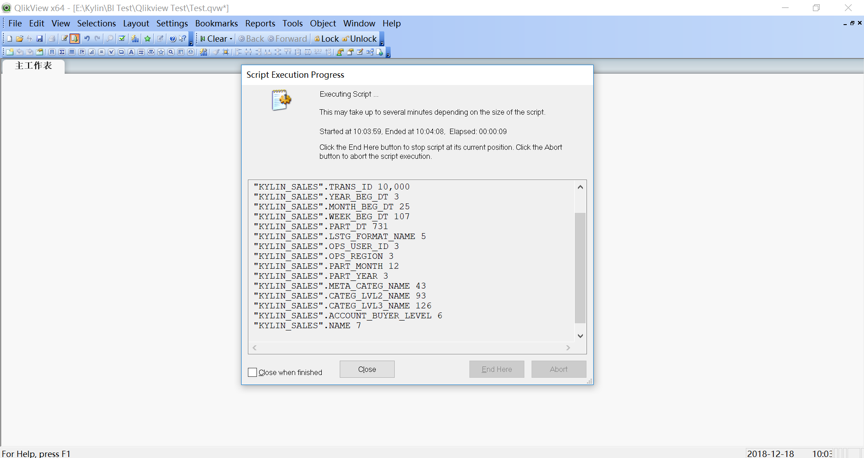 QlikView x64 - [E:\Kylin\BI Test\Qlikview Test\Test.qvw*]
File Edit View Selections Layout Settings Bookmarks Reports Tools Object Window Help
Clear Back Forward Lock Unlock
主工作表
Script Execution Progress
Executing Script ...
This may take up to several minutes depending on the size of the script.
Started at 10:03:59, Ended at 10:04:08, Elapsed: 00:00:09
Click the End Here button to stop script at its current position. Click the Abort
button to abort the script execution.
"KYLIN_SALES".TRANS_ID 10,000
"KYLIN_SALES".YEAR_BEG_DT 3
"KYLIN_SALES".MONTH_BEG_DT 25
"KYLIN_SALES".WEEK_BEG_DT 107
"KYLIN_SALES".PART_DT 731
"KYLIN_SALES".LSTG_FORMAT_NAME 5
"KYLIN_SALES".OPS_USER_ID 3
"KYLIN_SALES".OPS_REGION 3
"KYLIN_SALES".PART_MONTH 12
"KYLIN_SALES".PART_YEAR 3
"KYLIN_SALES".META_CATEG_NAME 43
"KYLIN_SALES".CATEG_LVL2_NAME 93
"KYLIN_SALES".CATEG_LVL3_NAME 126
"KYLIN_SALES".ACCOUNT_BUYER_LEVEL 6
"KYLIN_SALES".NAME 7
Close when finished
Close
End Here
Abort
For Help, press F1
2018-12-18 10:03